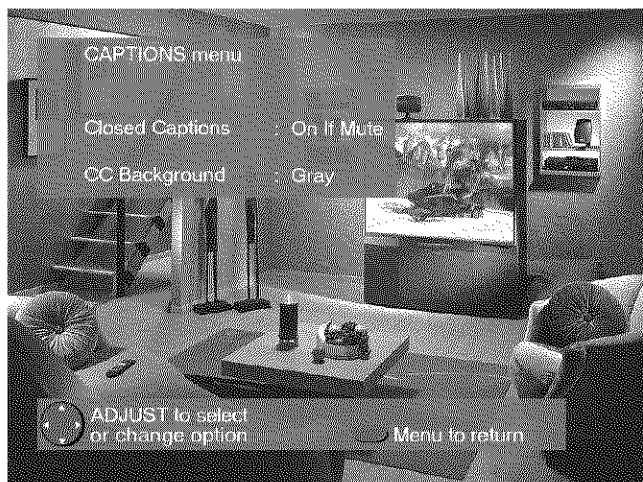 CAPTIONS menu
Closed Captions : On If Mute
CC Background : Gray
ADJUST to select
or change option
Menu to return